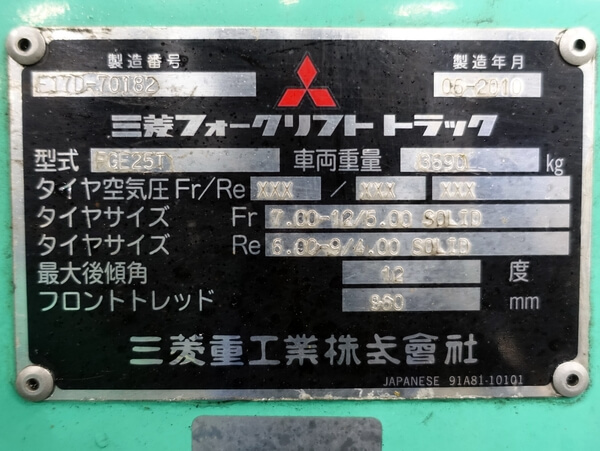 製造番号 製造年月
F17D-70182 06-2010
三菱フォークリフトトラック
型式 FGE25T 車両重量 3690 kg
タイヤ空気圧 Fr/Re XXX / XXX XXX
タイヤサイズ Fr 7.00-12/5.00 SOLID
タイヤサイズ Re 6.00-9/4.00 SOLID
最大後傾角 12 度
フロントトレッド 960 mm
三菱重工業株式會社
JAPANESE 91A81-10101